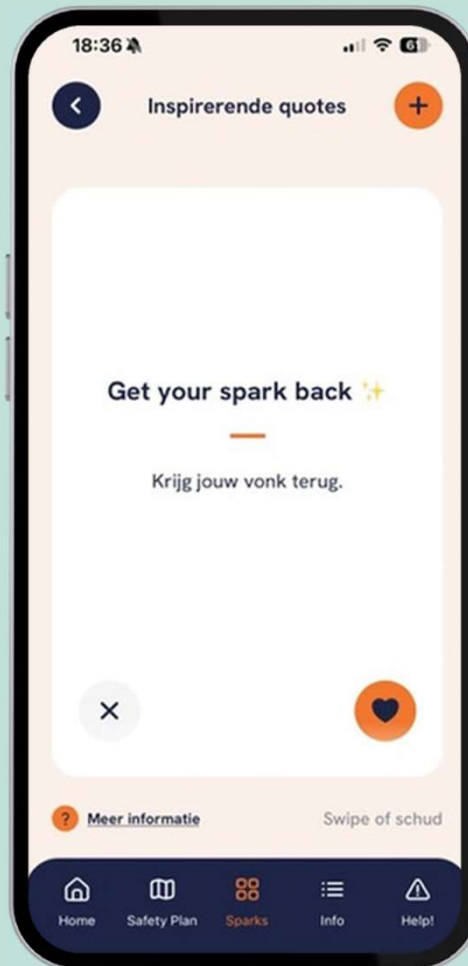 18:36
61
Inspirerende quotes
Get your spark back ✨
Krijg jouw vonk terug.
? Meer informatie
Swipe of schud
Home
Safety Plan
Sparks
Info
Help!